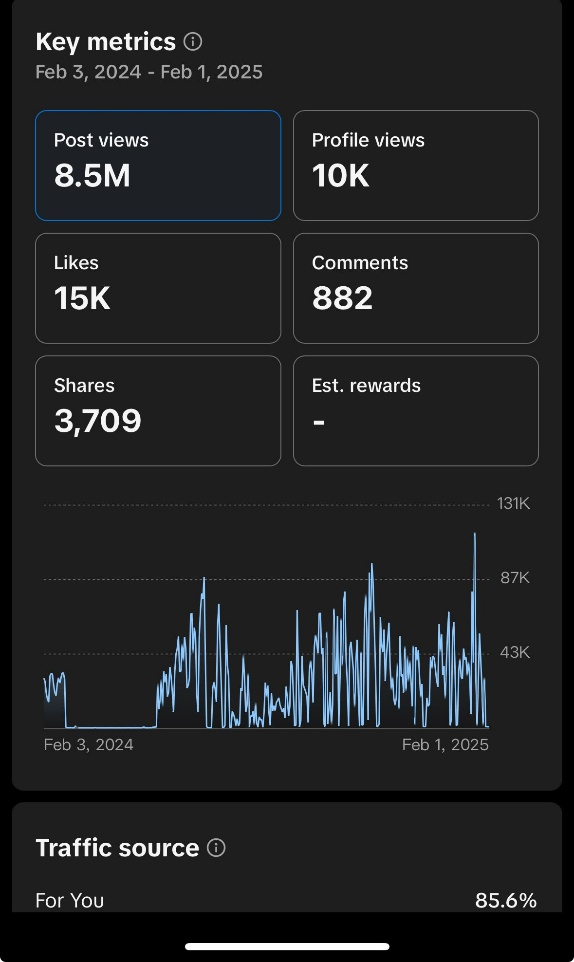 Key metrics
Feb 3, 2024 - Feb 1, 2025
Post views
8.5M
Profile views
10K
Likes
15K
Comments
882
Shares
3,709
Est. rewards
-
131K
87K
43K
Feb 3, 2024
Feb 1, 2025
Traffic source
For You
85.6%